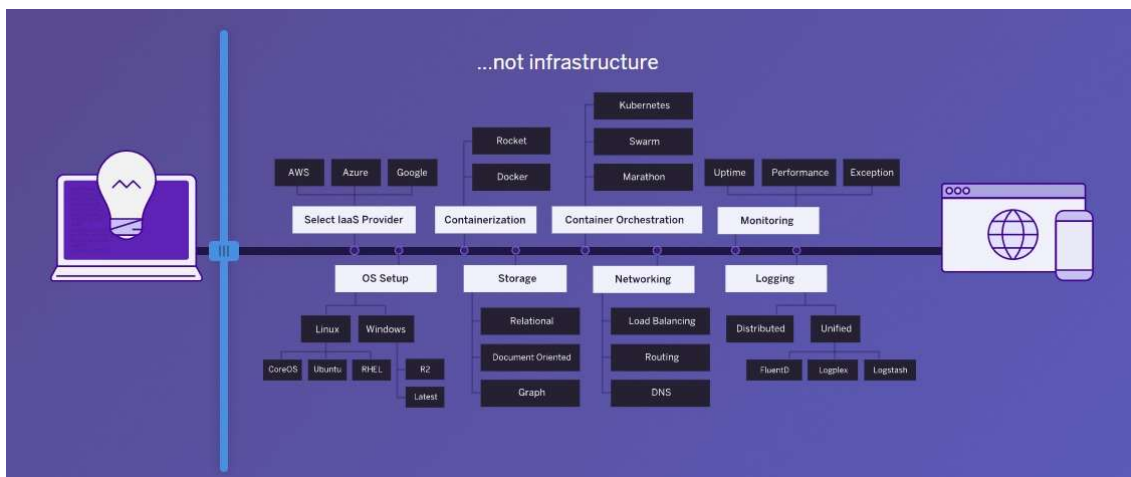 ...not infrastructure
Kubernetes
Rocket
Swarm
AWS
Azure
Google
Docker
Marathon
Uptime
Performance
Exception
Select IaaS Provider
Containerization
Container Orchestration
Monitoring
OS Setup
Storage
Networking
Logging
Linux
Windows
Relational
Load Balancing
Distributed
Unified
CoreOS
Ubuntu
RHEL
R2
Document Oriented
Routing
FluentD
Logplex
Logstash
Latest
Graph
DNS